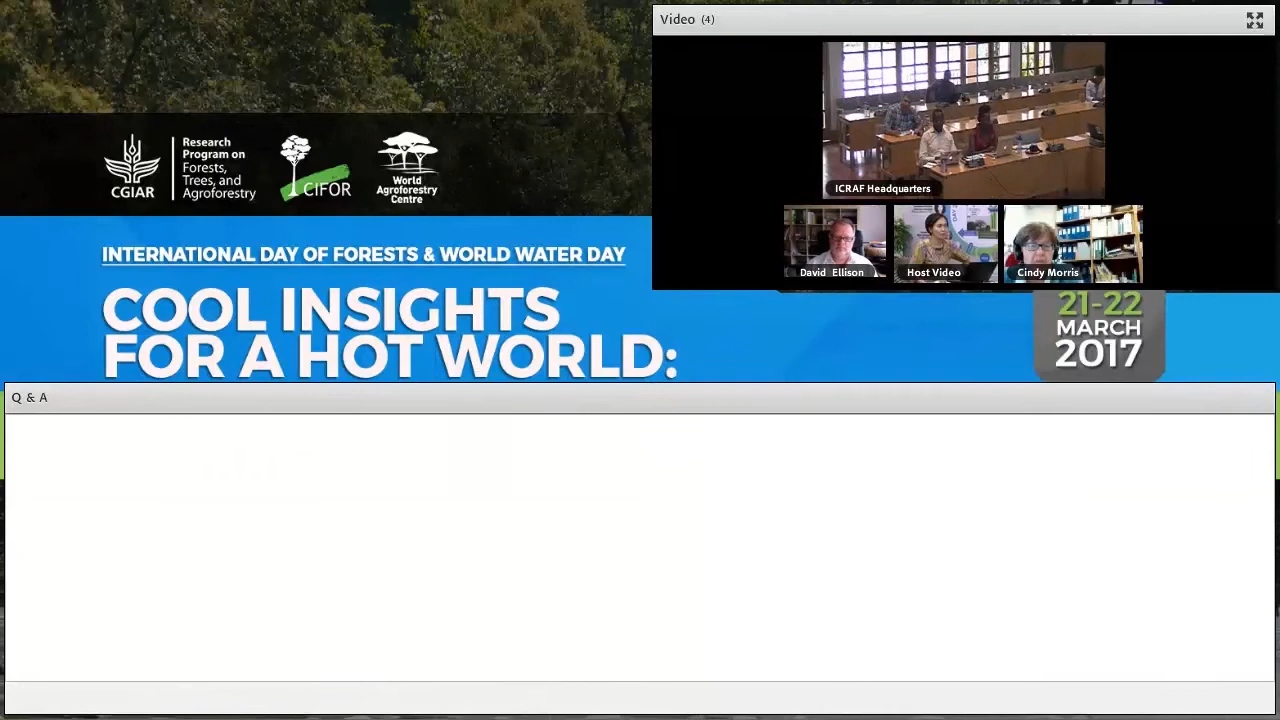 Video (4)
CGIAR
Research
Program on
Forests,
Trees, and
Agroforestry
CIFOR
World
Agroforestry
Centre
ICRAF Headquarters
David Ellison
Host Video
Cindy Morris
INTERNATIONAL DAY OF FORESTS & WORLD WATER DAY
COOL INSIGHTS
FOR A HOT WORLD:
21-22
MARCH
2017
Q & A